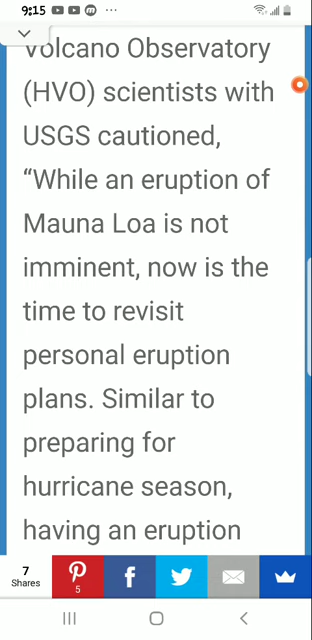 9:15
Volcano Observatory
(HVO) scientists with
USGS cautioned,
“While an eruption of
Mauna Loa is not
imminent, now is the
time to revisit
personal eruption
plans. Similar to
preparing for
hurricane season,
having an eruption
7
Shares
5